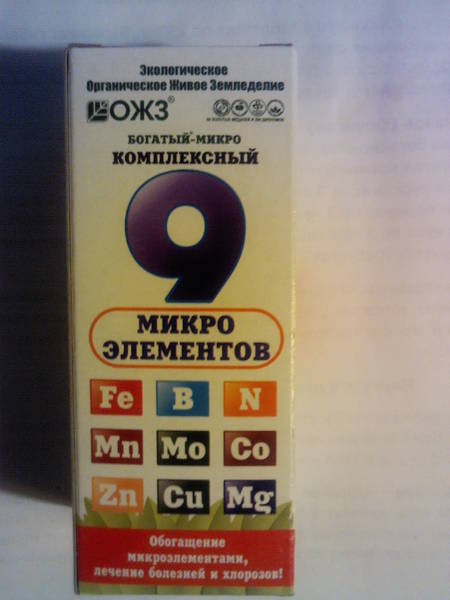 Экологическое
Органическое Живое Земледелие
ОЖЗ®
БОГАТЫЙ-МИКРО
КОМПЛЕКСНЫЙ
9
МИКРО
ЭЛЕМЕНТОВ
Fe B N
Mn Mo Co
Zn Cu Mg
Обогащение
микроэлементами,
лечение болезней и хлорозов!